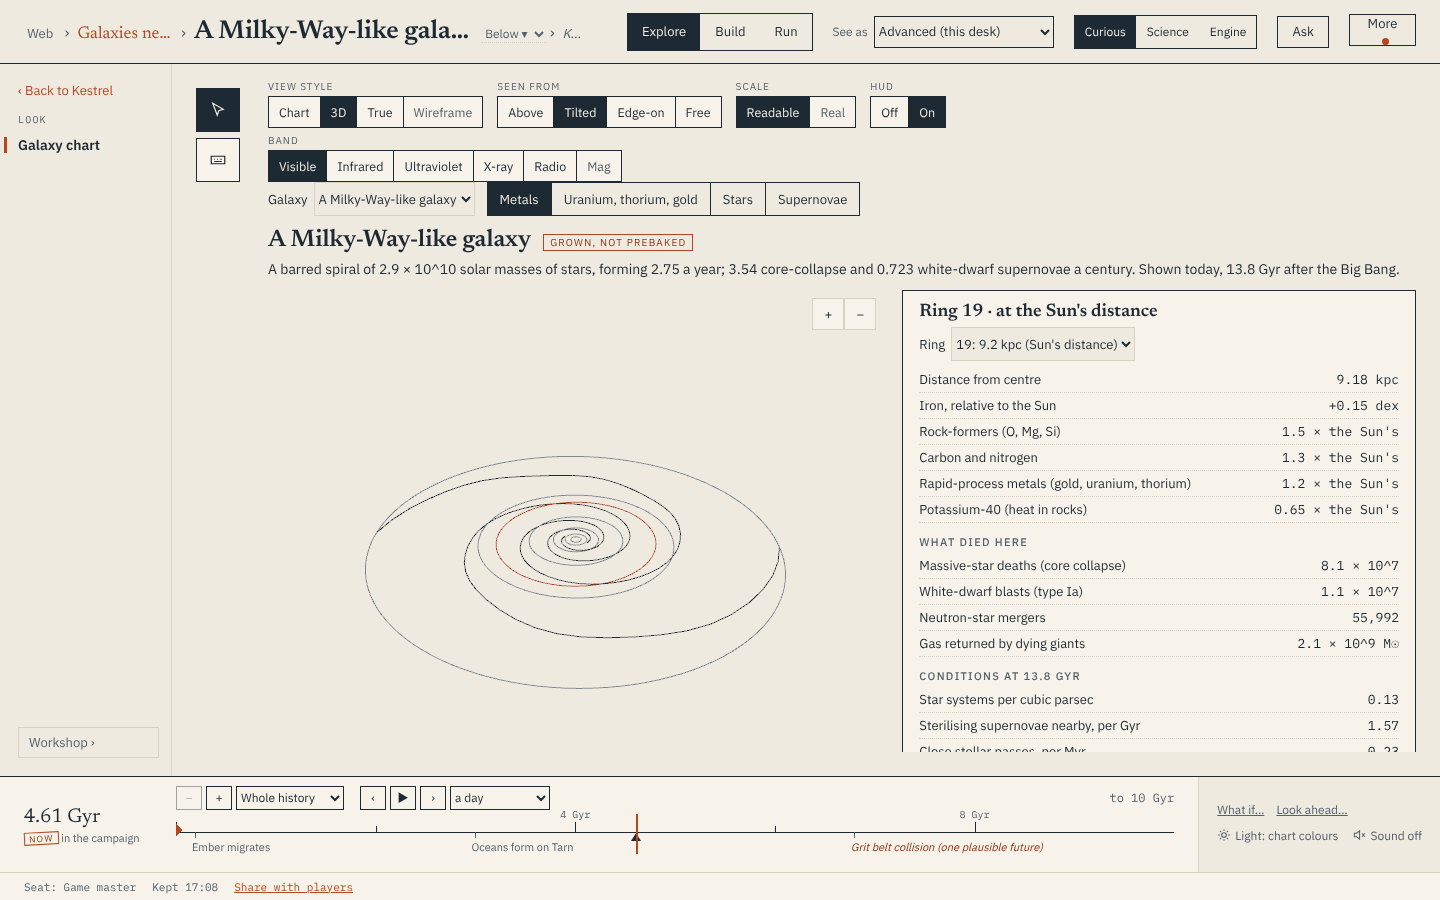 Web › Galaxies ne... › A Milky-Way-like gala... Below ▾ › K...
Explore Build Run
See as Advanced (this desk)
Curious Science Engine
Ask
More
‹ Back to Kestrel
LOOK
Galaxy chart
Workshop ›
VIEW STYLE
Chart 3D True Wireframe
SEEN FROM
Above Tilted Edge-on Free
SCALE
Readable Real
HUD
Off On
BAND
Visible Infrared Ultraviolet X-ray Radio Mag
Galaxy A Milky-Way-like galaxy
Metals Uranium, thorium, gold Stars Supernovae
A Milky-Way-like galaxy GROWN, NOT PREBAKED
A barred spiral of 2.9 × 10^10 solar masses of stars, forming 2.75 a year; 3.54 core-collapse and 0.723 white-dwarf supernovae a century. Shown today, 13.8 Gyr after the Big Bang.
+ −
Ring 19 · at the Sun's distance
Ring 19: 9.2 kpc (Sun's distance)
Distance from centre 9.18 kpc
Iron, relative to the Sun +0.15 dex
Rock-formers (O, Mg, Si) 1.5 × the Sun's
Carbon and nitrogen 1.3 × the Sun's
Rapid-process metals (gold, uranium, thorium) 1.2 × the Sun's
Potassium-40 (heat in rocks) 0.65 × the Sun's
WHAT DIED HERE
Massive-star deaths (core collapse) 8.1 × 10^7
White-dwarf blasts (type Ia) 1.1 × 10^7
Neutron-star mergers 55,992
Gas returned by dying giants 2.1 × 10^9 M☉
CONDITIONS AT 13.8 GYR
Star systems per cubic parsec 0.13
Sterilising supernovae nearby, per Gyr 1.57
Close stellar passes, per Myr 0.23
4.61 Gyr
NOW in the campaign
− + Whole history ‹ ▶ › a day
to 10 Gyr
4 Gyr 8 Gyr
Ember migrates Oceans form on Tarn Grit belt collision (one plausible future)
What if... Look ahead...
Light: chart colours Sound off
Seat: Game master Kept 17:08 Share with players